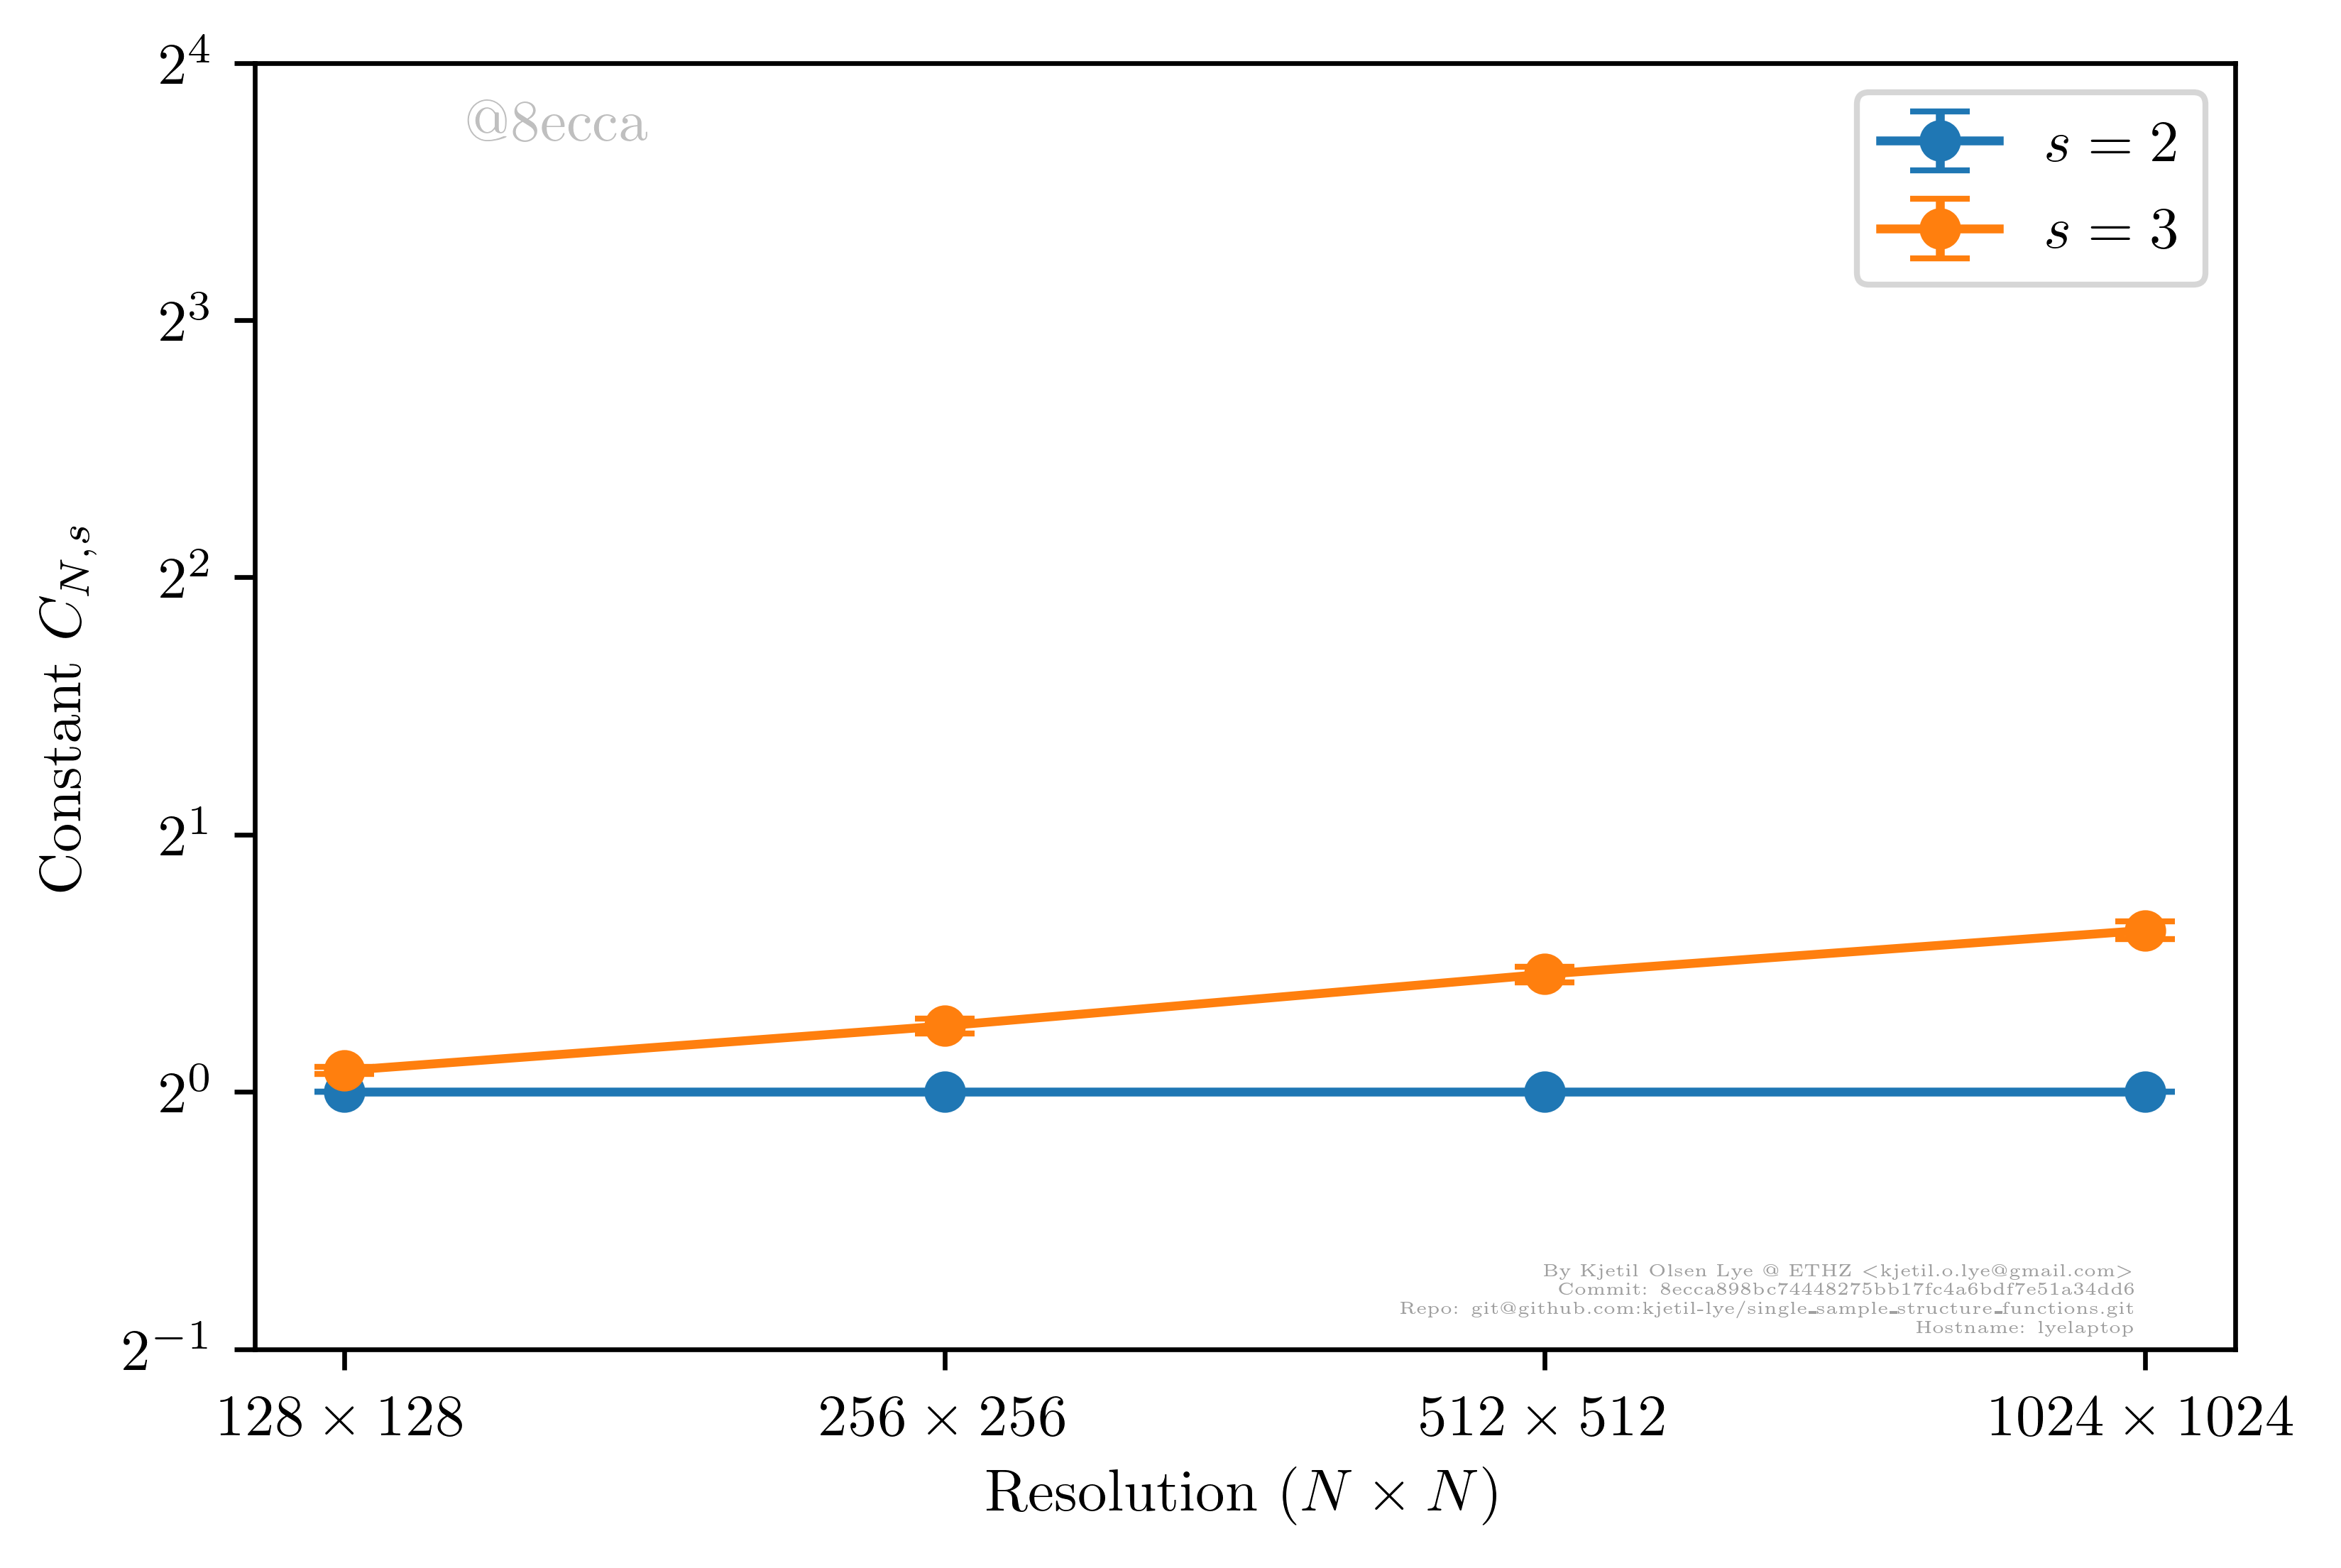 2^4
@8ecca
s = 2
s = 3
2^3
2^2
2^1
2^0
2^{-1}
Constant C_{N,s}
By Kjetil Olsen Lye @ ETHZ <kjetil.o.lye@gmail.com>
Commit: 8ecca898bc74448275bb17fc4a6bdf7e51a34dd6
Repo: git@github.com:kjetil-lye/single_sample_structure_functions.git
Hostname: lyelaptop
128 × 128
256 × 256
512 × 512
1024 × 1024
Resolution (N × N)